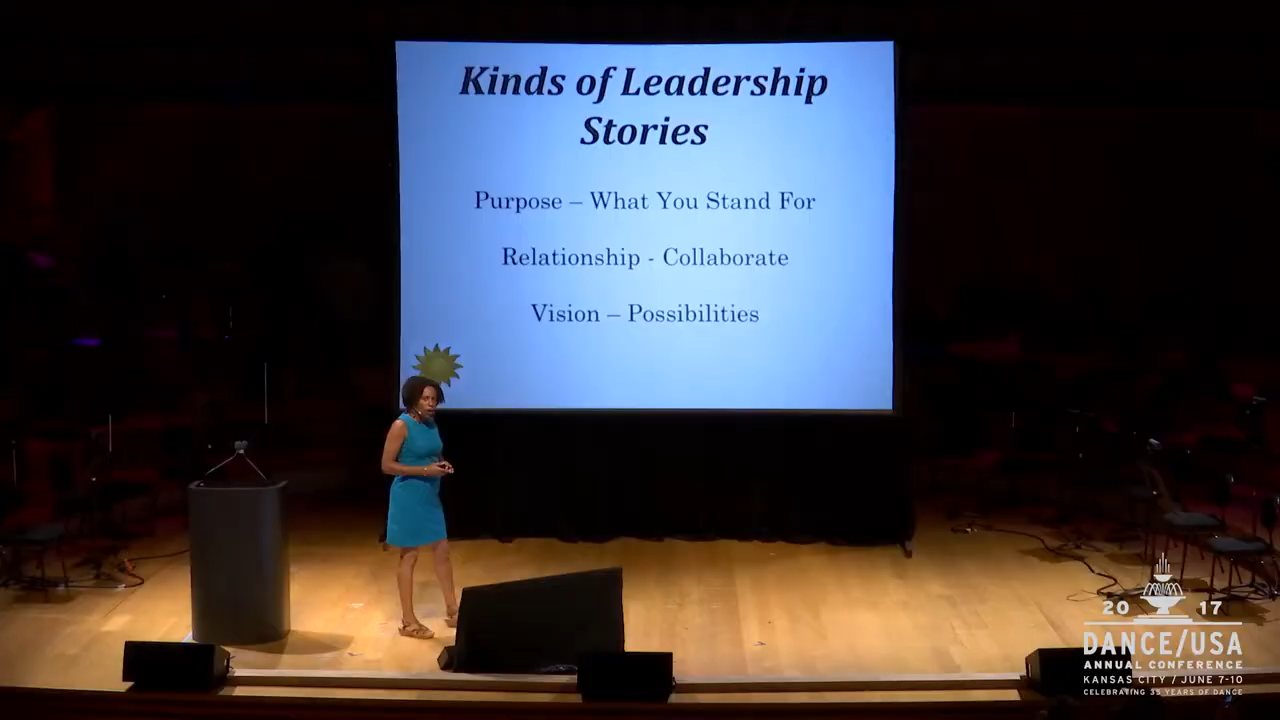 Kinds of Leadership
Stories
Purpose – What You Stand For
Relationship - Collaborate
Vision – Possibilities
20 17
DANCE/USA
ANNUAL CONFERENCE
KANSAS CITY / JUNE 7-10
CELEBRATING 35 YEARS OF DANCE